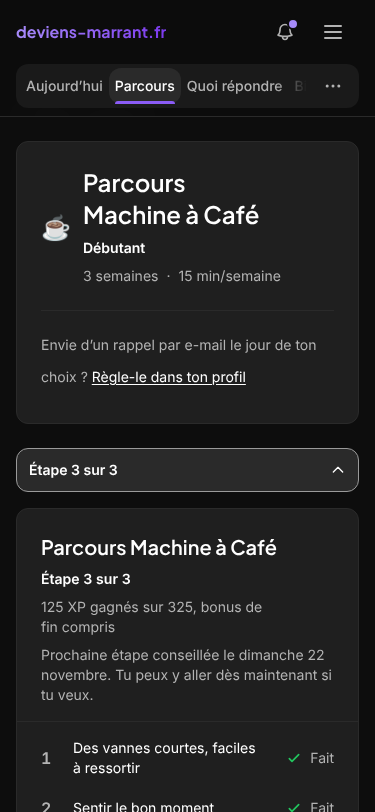 deviens-marrant.fr
Aujourd'hui Parcours Quoi répondre
Parcours
Machine à Café
Débutant
3 semaines · 15 min/semaine
Envie d'un rappel par e-mail le jour de ton
choix ? Règle-le dans ton profil
Étape 3 sur 3
Parcours Machine à Café
Étape 3 sur 3
125 XP gagnés sur 325, bonus de
fin compris
Prochaine étape conseillée le dimanche 22
novembre. Tu peux y aller dès maintenant si
tu veux.
1 Des vannes courtes, faciles
à ressortir
Fait
2 Sentir le bon moment Fait